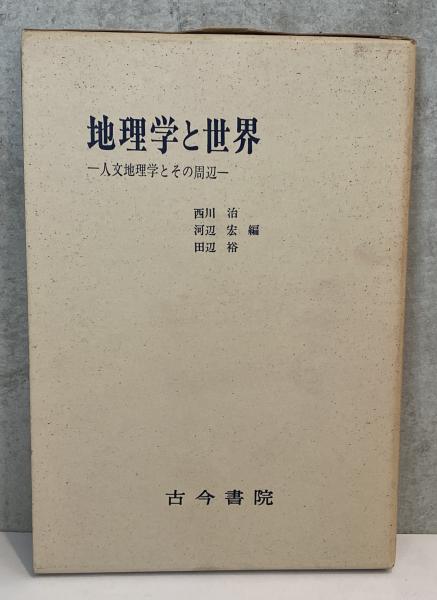 地理学と世界
—人文地理学とその周辺—
西川 治
河辺 宏 編
田辺 裕
古今書院